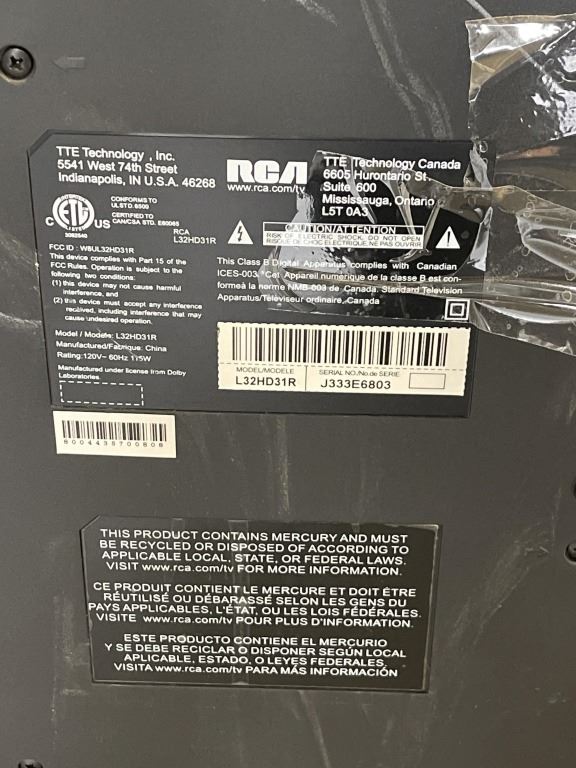 TTE Technology , Inc.
5541 West 74th Street
Indianapolis, IN U.S.A. 46268
RCA
www.rca.com/tv
TTE Technology Canada
6605 Hurontario St.,
Suite 600
Mississauga, Ontario
L5T 0A3
C ETL US
LISTED
3062540
CONFORMS TO
ULSTD.6500
CERTIFIED TO
CAN/CSA STD. E60065
RCA
L32HD31R
CAUTION/ATTENTION
RISK OF ELECTRIC SHOCK, DO NOT OPEN
RISQUE DE CHOC ELECTRIQUE NE PAS OUVRIR
FCC ID : WBUL32HD31R
This device complies with Part 15 of the
FCC Rules. Operation is subject to the
following two conditions:
(1) this device may not cause harmful
interference, and
(2) this device must accept any interference
received, including interference that may
cause undesired operation.
This Class B Digital Apparatus complies with Canadian
ICES-003. Cet Appareil numérique de la classe B est con-
formeà la norme NMB-003 de Canada. Standard Television
Apparatus/Téléviseur ordinaire, Canada
Model / Modele: L32HD31R
Manufactured/Fabrique: China
Rating:120V~ 60Hz 115W
Manufactured under license from Dolby
Laboratories.
MODEL/MODELE
L32HD31R
SERIAL NO/No.de SERIE
J333E6803
8004435700808
THIS PRODUCT CONTAINS MERCURY AND MUST
BE RECYCLED OR DISPOSED OF ACCORDING TO
APPLICABLE LOCAL, STATE, OR FEDERAL LAWS.
VISIT www.rca.com/tv FOR MORE INFORMATION.
CE PRODUIT CONTIENT LE MERCURE ET DOIT ÊTRE
RÉUTILISÉ OU DÉBARASSÉ SELON LES GENS DU
PAYS APPLICABLES, L'ÉTAT, OU LES LOIS FÉDÉRALES.
VISITE www.rca.com/tv POUR PLUS D'INFORMATION.
ESTE PRODUCTO CONTIENE EL MERCURIO
Y SE DEBE RECICLAR O DISPONER SEGÚN LOCAL
APLICABLE, ESTADO, O LEYES FEDERALES.
VISITA www.rca.com/tv PARA MÁS INFORMACIÓN